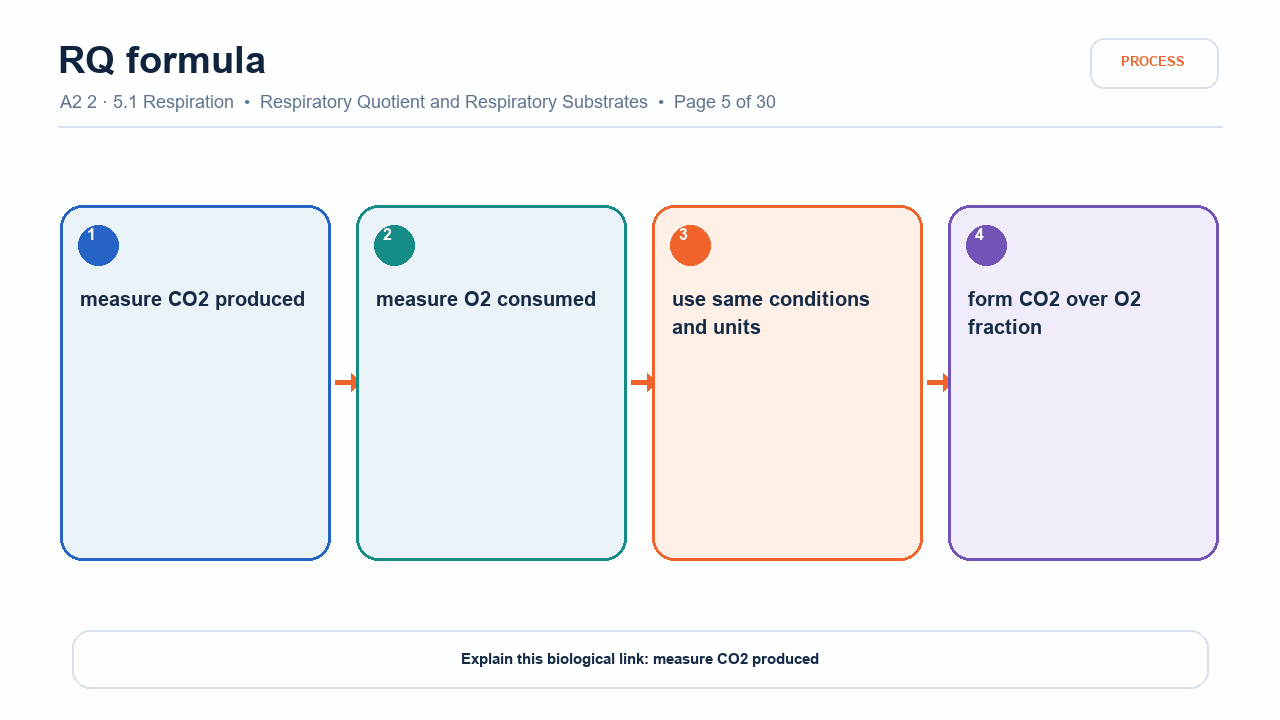 RQ formula
PROCESS
A2 2 · 5.1 Respiration • Respiratory Quotient and Respiratory Substrates • Page 5 of 30
1
measure CO2 produced
2
measure O2 consumed
3
use same conditions
and units
4
form CO2 over O2
fraction
Explain this biological link: measure CO2 produced